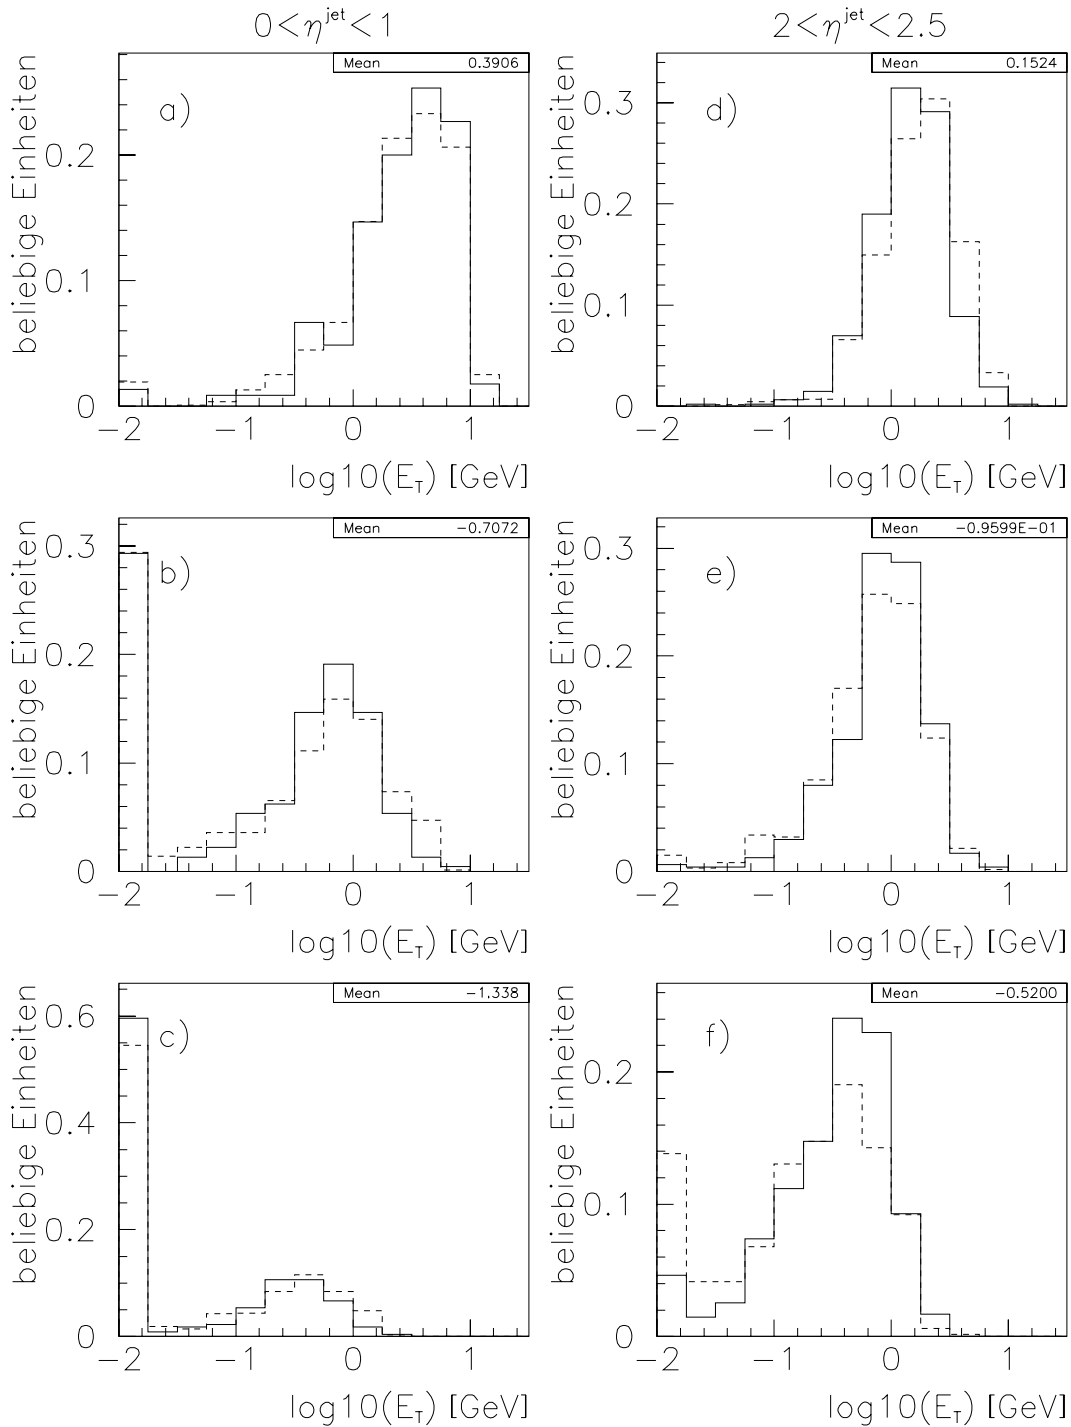 0<η^jet<1
2<η^jet<2.5
Mean 0.3906
a)
beliebige Einheiten
0.2
0.1
0
−2 −1 0 1
log10(E_T) [GeV]
Mean 0.1524
d)
beliebige Einheiten
0.3
0.2
0.1
0
−2 −1 0 1
log10(E_T) [GeV]
Mean −0.7072
b)
beliebige Einheiten
0.3
0.2
0.1
0
−2 −1 0 1
log10(E_T) [GeV]
Mean −0.9599E−01
e)
beliebige Einheiten
0.3
0.2
0.1
0
−2 −1 0 1
log10(E_T) [GeV]
Mean −1.338
c)
beliebige Einheiten
0.6
0.4
0.2
0
−2 −1 0 1
log10(E_T) [GeV]
Mean −0.5200
f)
beliebige Einheiten
0.2
0.1
0
−2 −1 0 1
log10(E_T) [GeV]